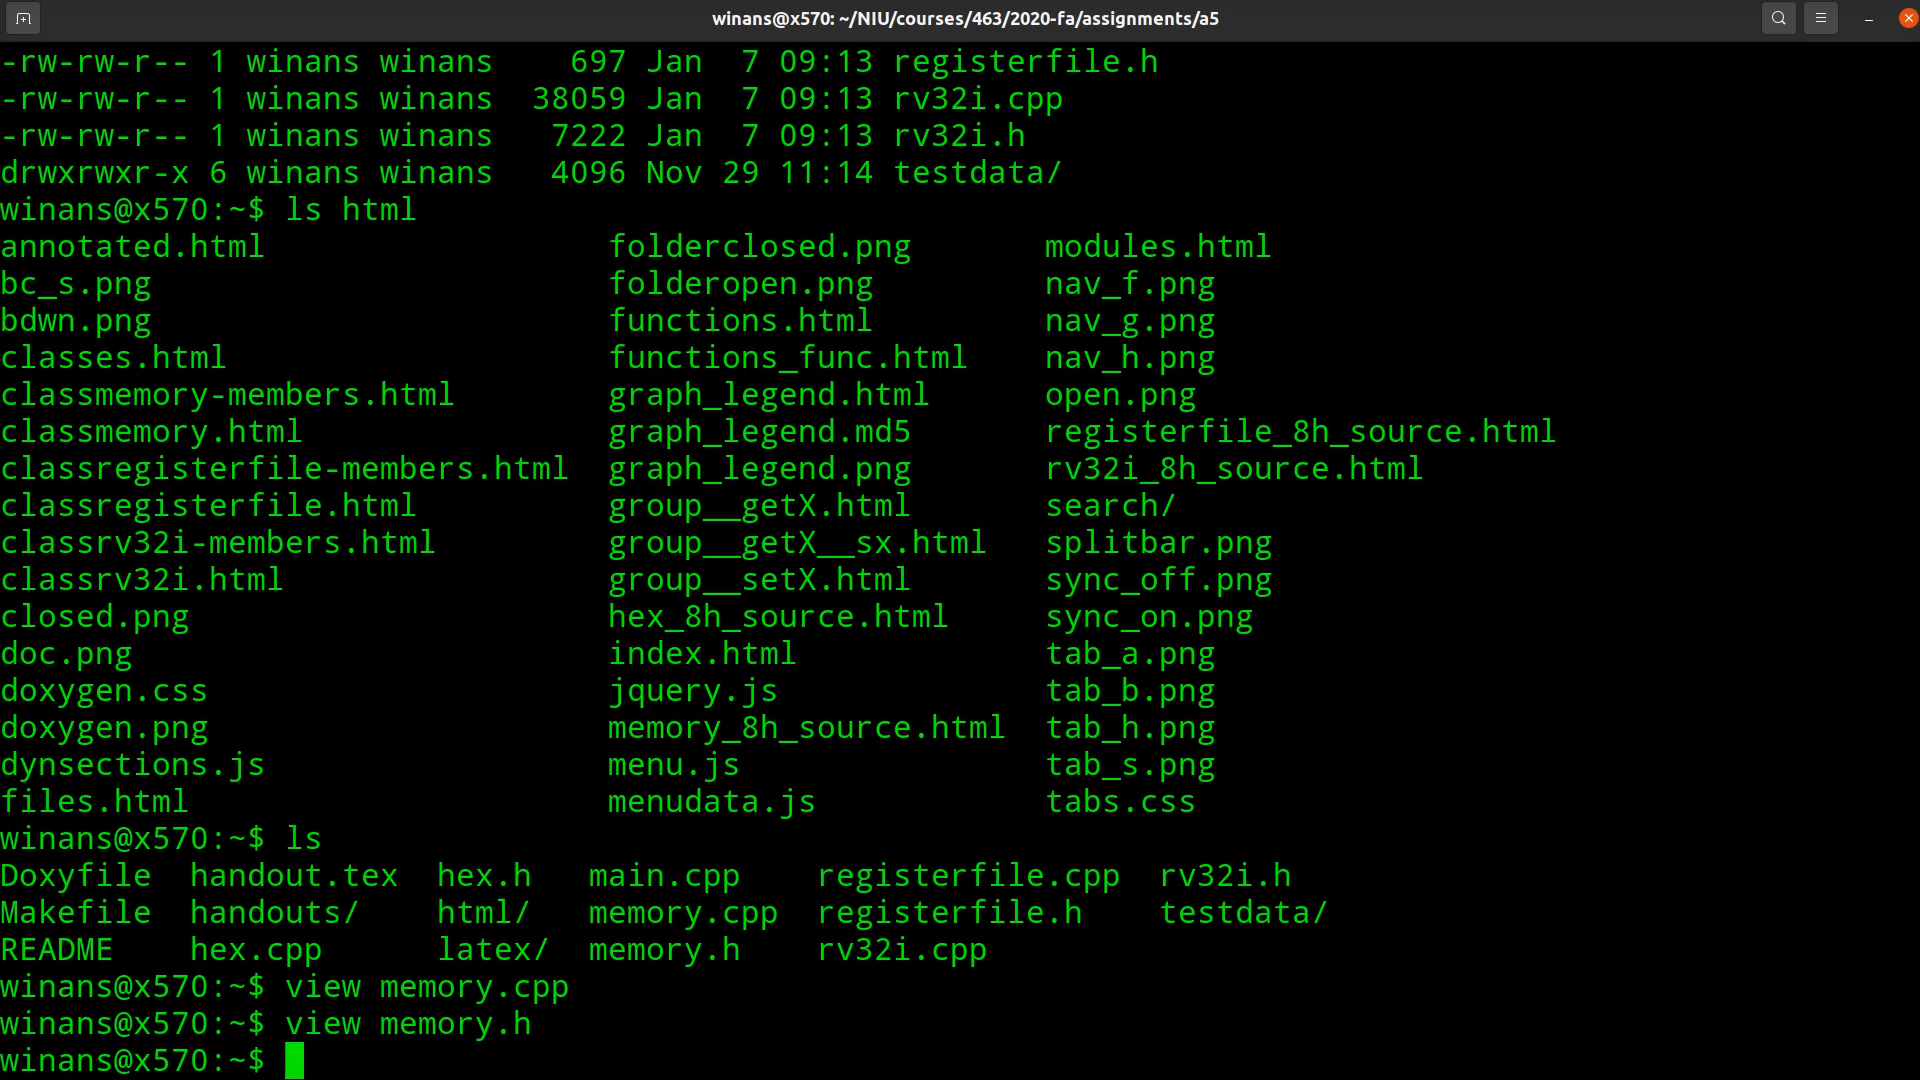 winans@x570: ~/NIU/courses/463/2020-fa/assignments/a5
-rw-rw-r-- 1 winans winans    697 Jan  7 09:13 registerfile.h
-rw-rw-r-- 1 winans winans  38059 Jan  7 09:13 rv32i.cpp
-rw-rw-r-- 1 winans winans   7222 Jan  7 09:13 rv32i.h
drwxrwxr-x 6 winans winans   4096 Nov 29 11:14 testdata/
winans@x570:~$ ls html
annotated.html                  folderclosed.png       modules.html
bc_s.png                        folderopen.png         nav_f.png
bdwn.png                        functions.html         nav_g.png
classes.html                    functions_func.html    nav_h.png
classmemory-members.html        graph_legend.html      open.png
classmemory.html                graph_legend.md5       registerfile_8h_source.html
classregisterfile-members.html  graph_legend.png       rv32i_8h_source.html
classregisterfile.html          group__getX.html       search/
classrv32i-members.html         group__getX__sx.html   splitbar.png
classrv32i.html                 group__setX.html       sync_off.png
closed.png                      hex_8h_source.html     sync_on.png
doc.png                         index.html             tab_a.png
doxygen.css                     jquery.js              tab_b.png
doxygen.png                     memory_8h_source.html  tab_h.png
dynsections.js                  menu.js                tab_s.png
files.html                      menudata.js            tabs.css
winans@x570:~$ ls
Doxyfile  handout.tex  hex.h   main.cpp    registerfile.cpp  rv32i.h
Makefile  handouts/    html/   memory.cpp  registerfile.h    testdata/
README    hex.cpp      latex/  memory.h    rv32i.cpp
winans@x570:~$ view memory.cpp
winans@x570:~$ view memory.h
winans@x570:~$